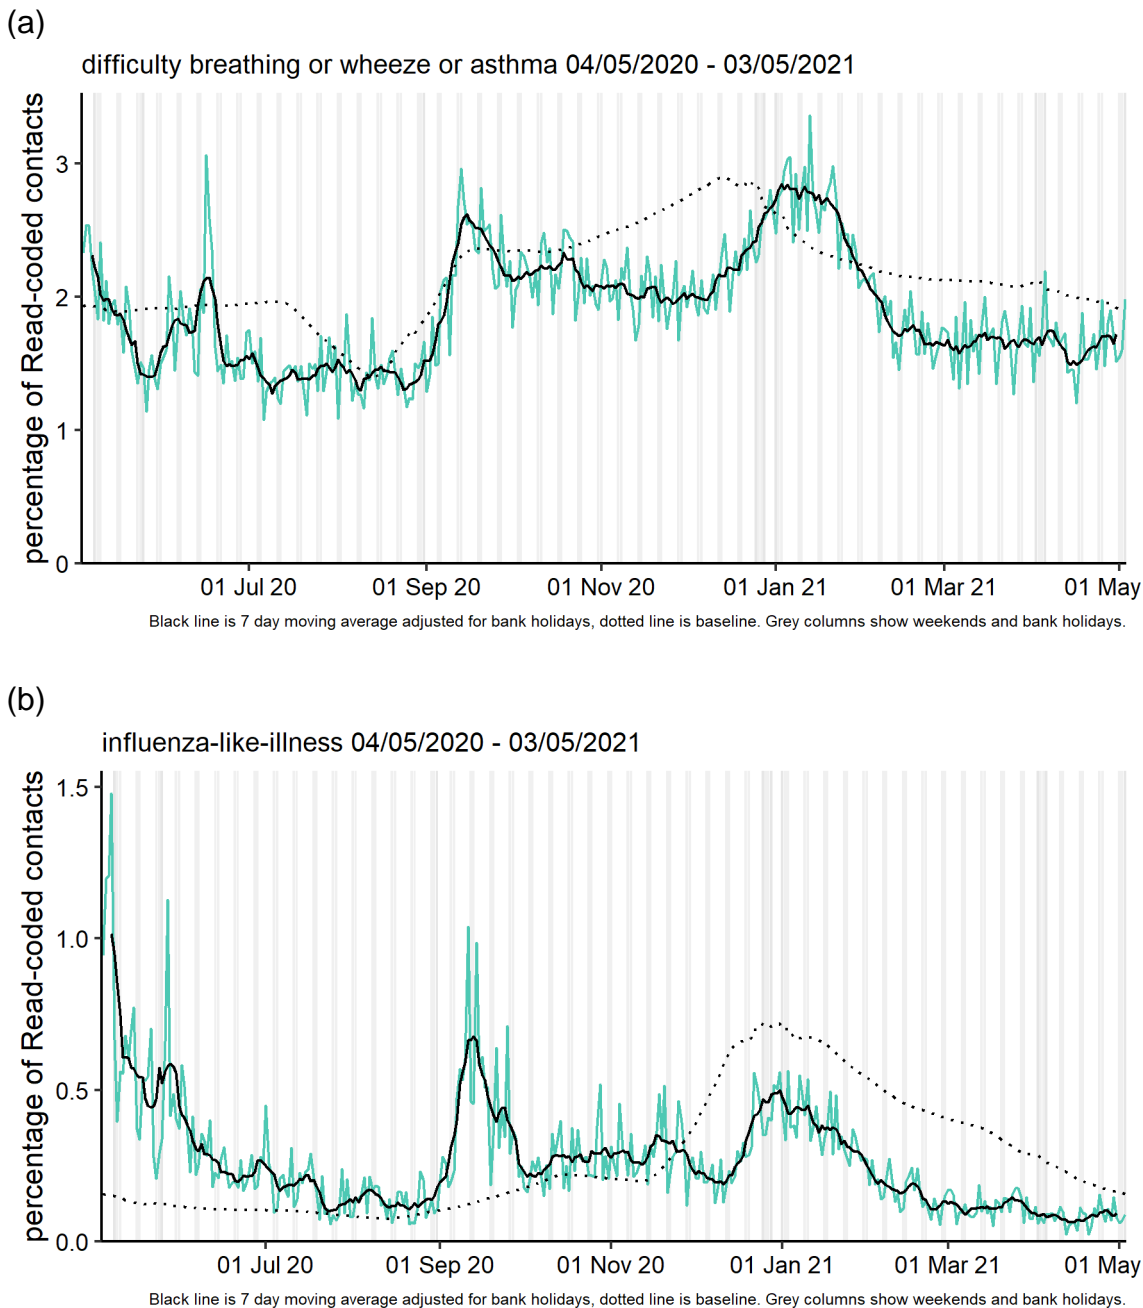 (a)
difficulty breathing or wheeze or asthma 04/05/2020 - 03/05/2021
percentage of Read-coded contacts
3
2
1
0
01 Jul 20 01 Sep 20 01 Nov 20 01 Jan 21 01 Mar 21 01 May
Black line is 7 day moving average adjusted for bank holidays, dotted line is baseline. Grey columns show weekends and bank holidays.
(b)
influenza-like-illness 04/05/2020 - 03/05/2021
percentage of Read-coded contacts
1.5
1.0
0.5
0.0
01 Jul 20 01 Sep 20 01 Nov 20 01 Jan 21 01 Mar 21 01 May
Black line is 7 day moving average adjusted for bank holidays, dotted line is baseline. Grey columns show weekends and bank holidays.